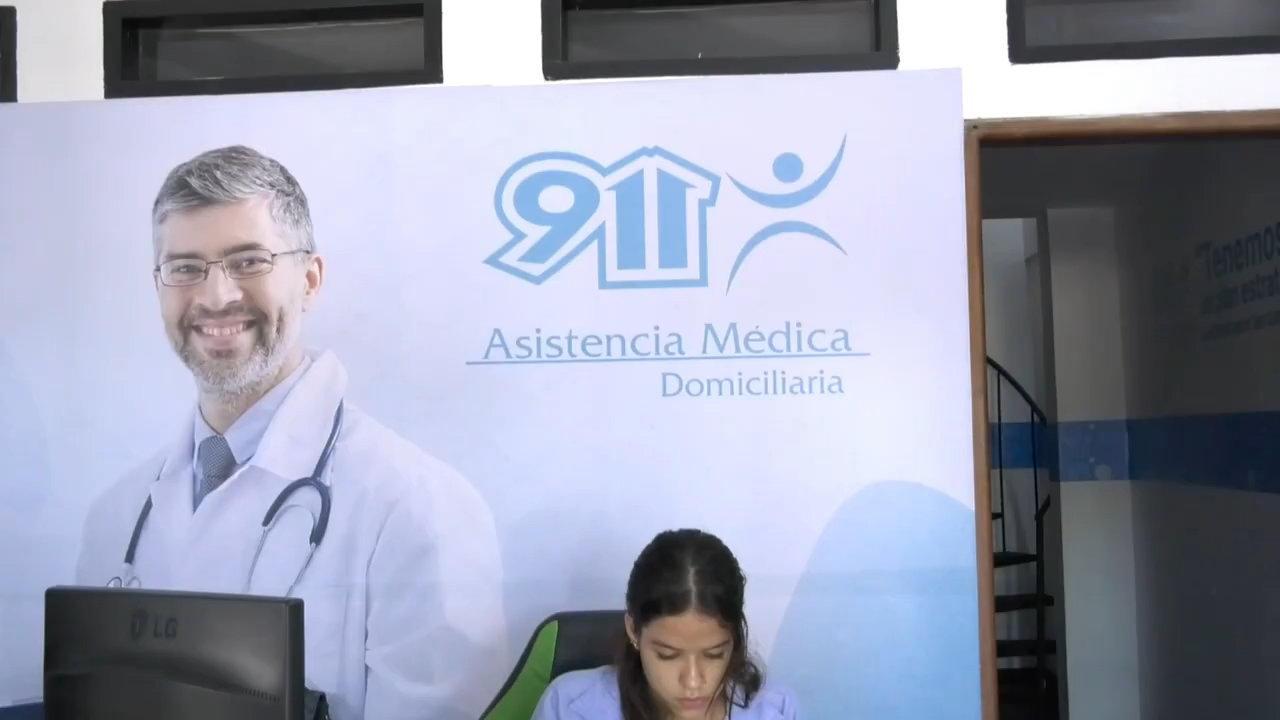 911
Asistencia Médica
Domiciliaria
LG
"Tenemos